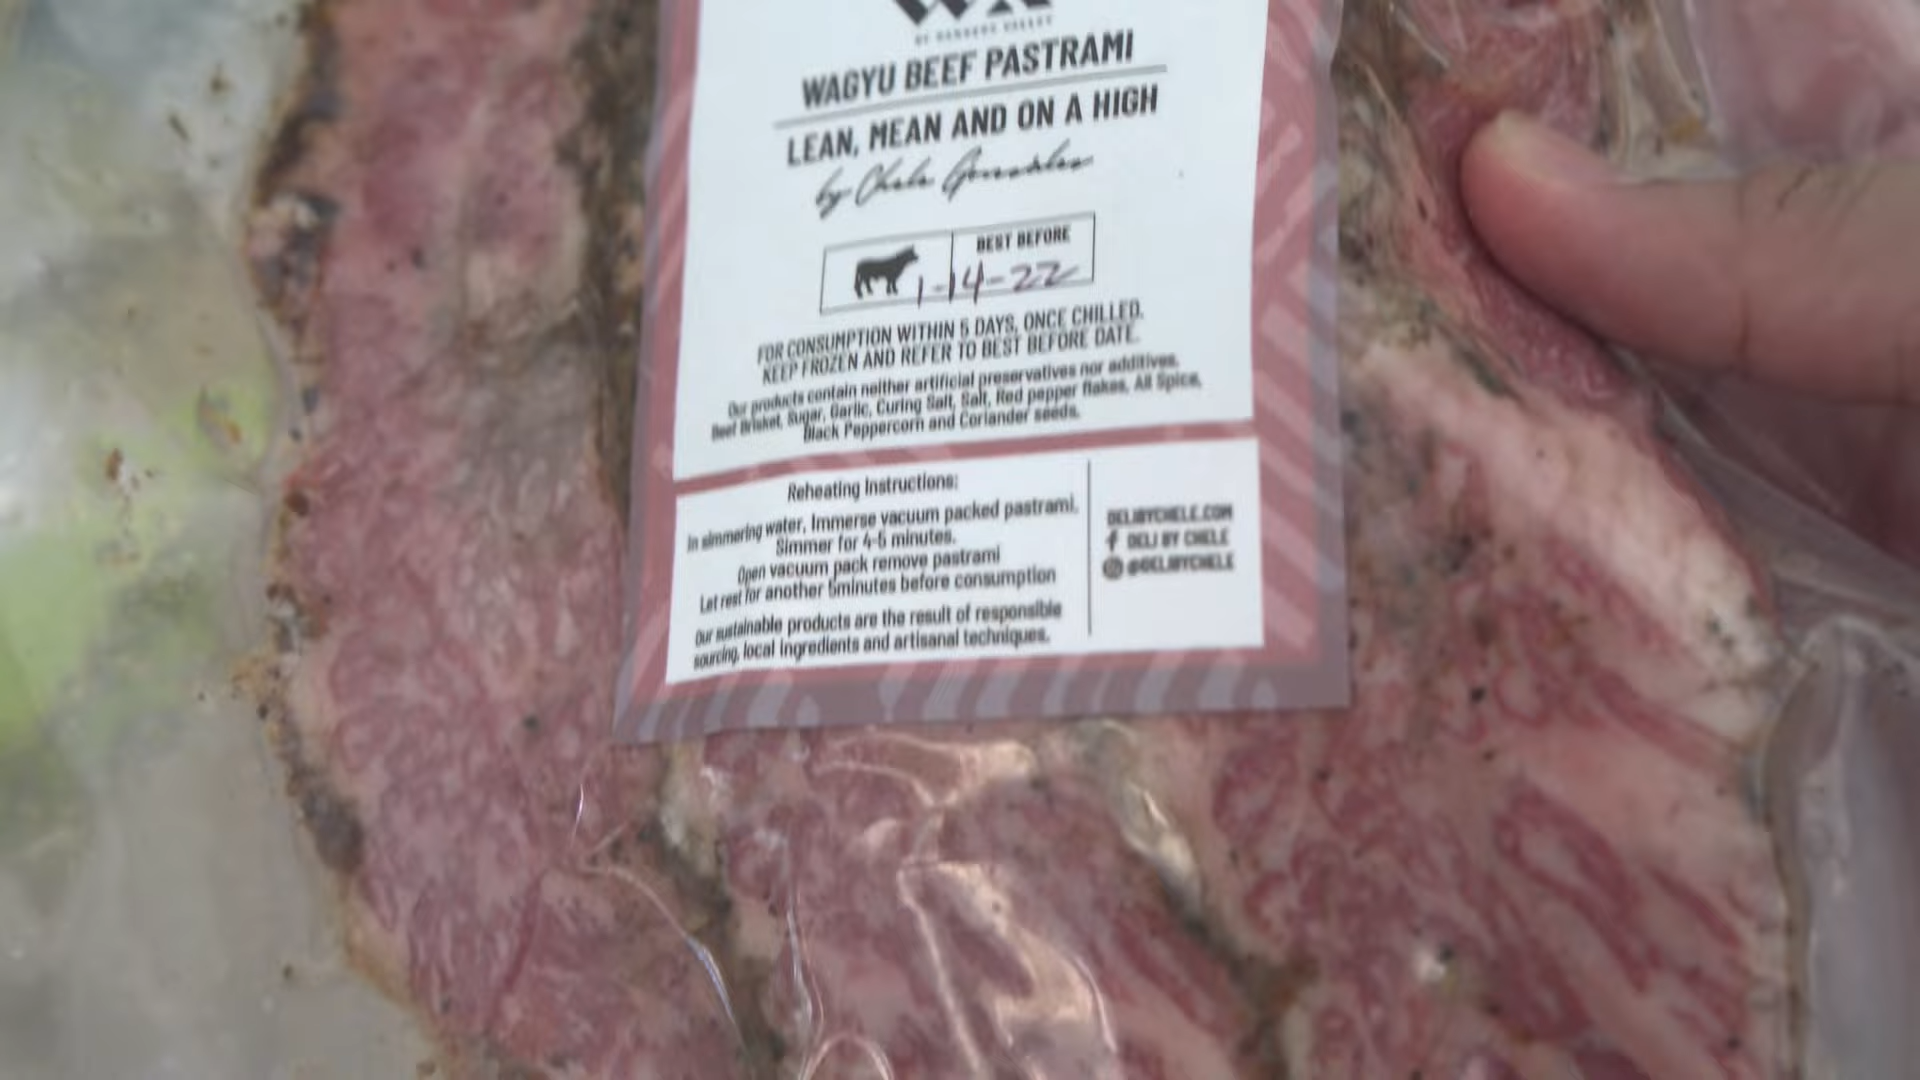 WAGYU BEEF PASTRAMI
LEAN, MEAN AND ON A HIGH
by Chele González
BEST BEFORE
1-14-22
FOR CONSUMPTION WITHIN 5 DAYS, ONCE CHILLED.
KEEP FROZEN AND REFER TO BEST BEFORE DATE.
Our products contain neither artificial preservatives nor additives.
Beef Brisket, Sugar, Garlic, Curing Salt, Salt, Red pepper flakes, All Spice,
Black Peppercorn and Coriander seeds.
Reheating Instructions:
In simmering water, Immerse vacuum packed pastrami.
Simmer for 4-5 minutes.
Open vacuum pack remove pastrami
Let rest for another 5minutes before consumption
Our sustainable products are the result of responsible
sourcing, local ingredients and artisanal techniques.
DELIBYCHELE.COM
DELI BY CHELE
@DELIBYCHELE